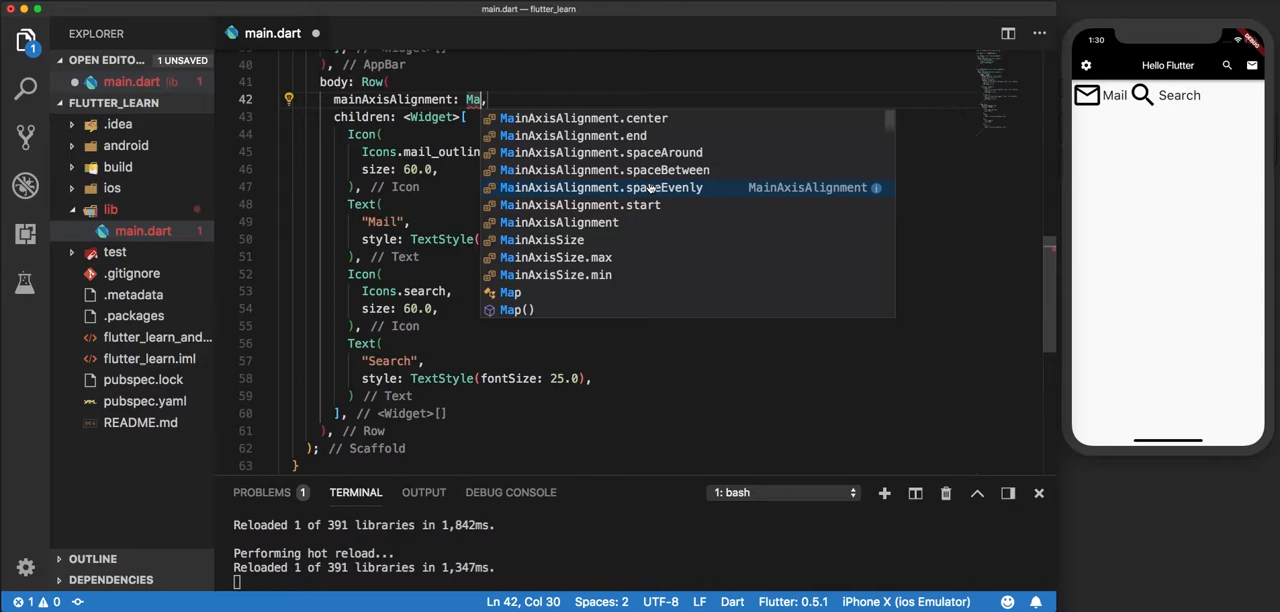 main.dart — flutter_learn
EXPLORER
OPEN EDITO... 1 UNSAVED
main.dart lib 1
FLUTTER_LEARN
.idea
android
build
ios
lib
main.dart 1
test
.gitignore
.metadata
.packages
flutter_learn_and...
flutter_learn.iml
pubspec.lock
pubspec.yaml
README.md
OUTLINE
DEPENDENCIES
1
main.dart
40 ), // AppBar
41 body: Row(
42 mainAxisAlignment: Ma,
43 children: <Widget>[
44 Icon(
45 Icons.mail_outlin
46 size: 60.0,
47 ), // Icon
48 Text(
49 "Mail",
50 style: TextStyle(
51 ), // Text
52 Icon(
53 Icons.search,
54 size: 60.0,
55 ), // Icon
56 Text(
57 "Search",
58 style: TextStyle(fontSize: 25.0),
59 ) // Text
60 ], // <Widget>[]
61 ), // Row
62 ); // Scaffold
63 }
MainAxisAlignment.center
MainAxisAlignment.end
MainAxisAlignment.spaceAround
MainAxisAlignment.spaceBetween
MainAxisAlignment.spaceEvenly MainAxisAlignment
MainAxisAlignment.start
MainAxisAlignment
MainAxisSize
MainAxisSize.max
MainAxisSize.min
Map
Map()
PROBLEMS 1 TERMINAL OUTPUT DEBUG CONSOLE 1: bash
Reloaded 1 of 391 libraries in 1,842ms.
Performing hot reload...
Reloaded 1 of 391 libraries in 1,347ms.
1 0 Ln 42, Col 30 Spaces: 2 UTF-8 LF Dart Flutter: 0.5.1 iPhone X (ios Emulator)
1:30
DEBUG
Hello Flutter
Mail Search